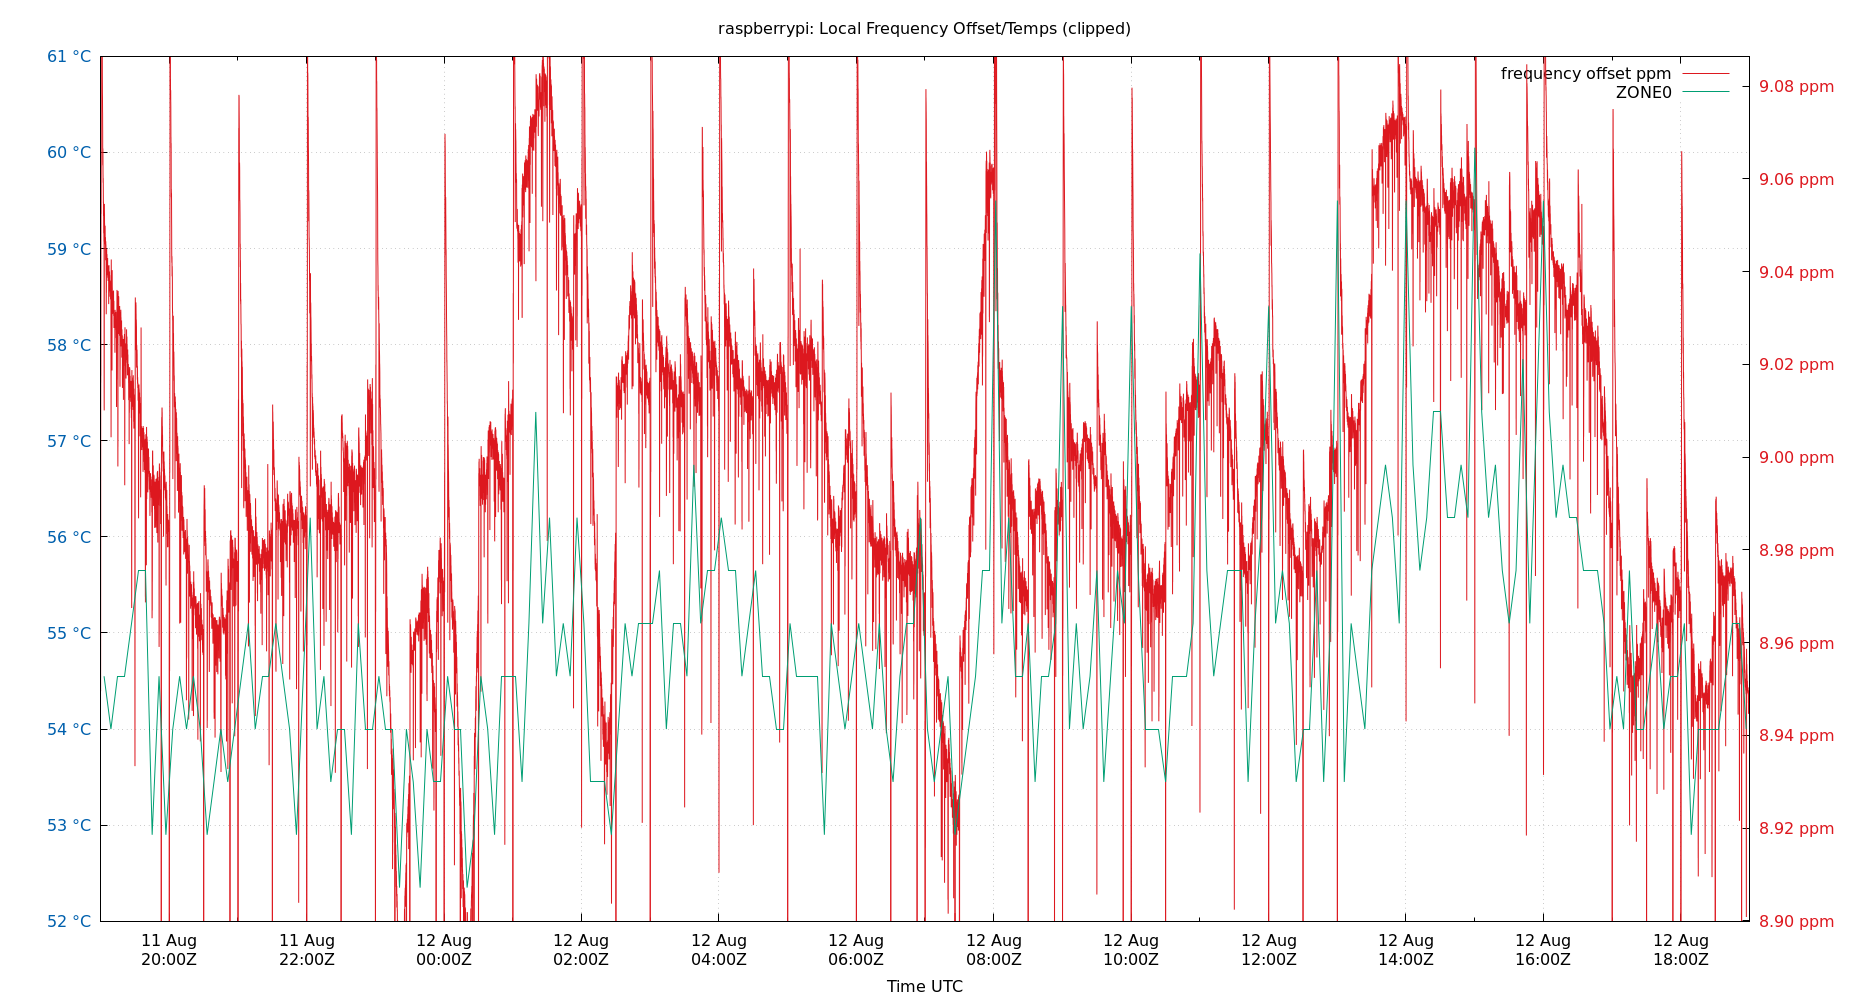 raspberrypi: Local Frequency Offset/Temps (clipped)
frequency offset ppm
ZONE0
61 °C
60 °C
59 °C
58 °C
57 °C
56 °C
55 °C
54 °C
53 °C
52 °C
9.08 ppm
9.06 ppm
9.04 ppm
9.02 ppm
9.00 ppm
8.98 ppm
8.96 ppm
8.94 ppm
8.92 ppm
8.90 ppm
11 Aug 11 Aug 12 Aug 12 Aug 12 Aug 12 Aug 12 Aug 12 Aug 12 Aug 12 Aug 12 Aug 12 Aug
20:00Z 22:00Z 00:00Z 02:00Z 04:00Z 06:00Z 08:00Z 10:00Z 12:00Z 14:00Z 16:00Z 18:00Z
Time UTC